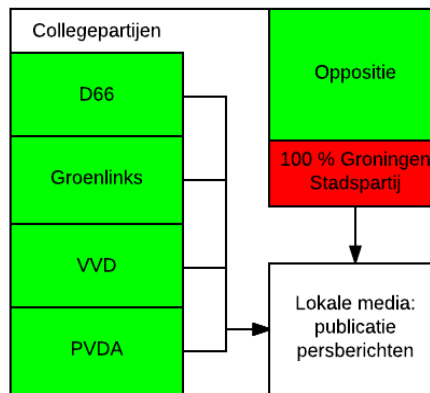 Collegepartijen
D66
Groenlinks
VVD
PVDA
Oppositie
100 % Groningen
Stadspartij
Lokale media:
publicatie
persberichten